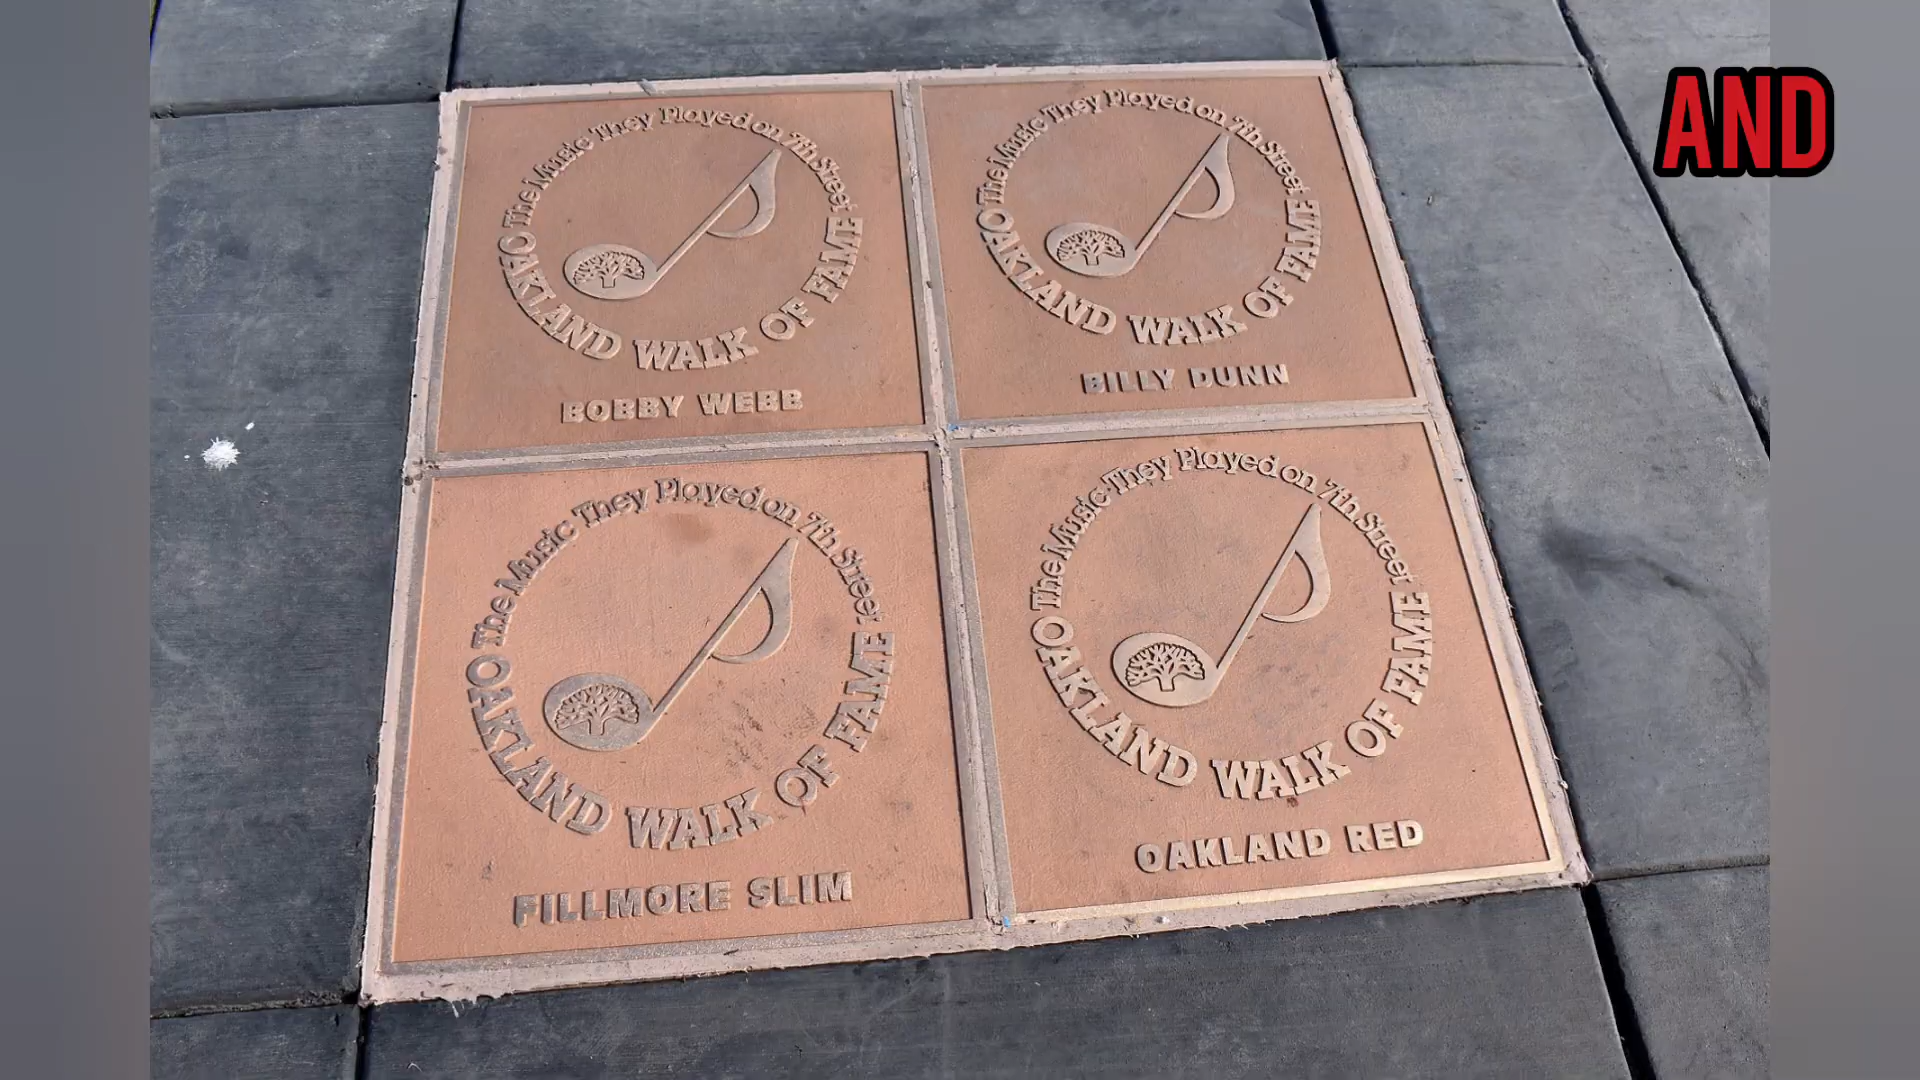 The Music They Played on 7th Street
OAKLAND WALK OF FAME
BOBBY WEBB
The Music They Played on 7th Street
OAKLAND WALK OF FAME
BILLY DUNN
The Music They Played on 7th Street
OAKLAND WALK OF FAME
FILLMORE SLIM
The Music They Played on 7th Street
OAKLAND WALK OF FAME
OAKLAND RED
AND